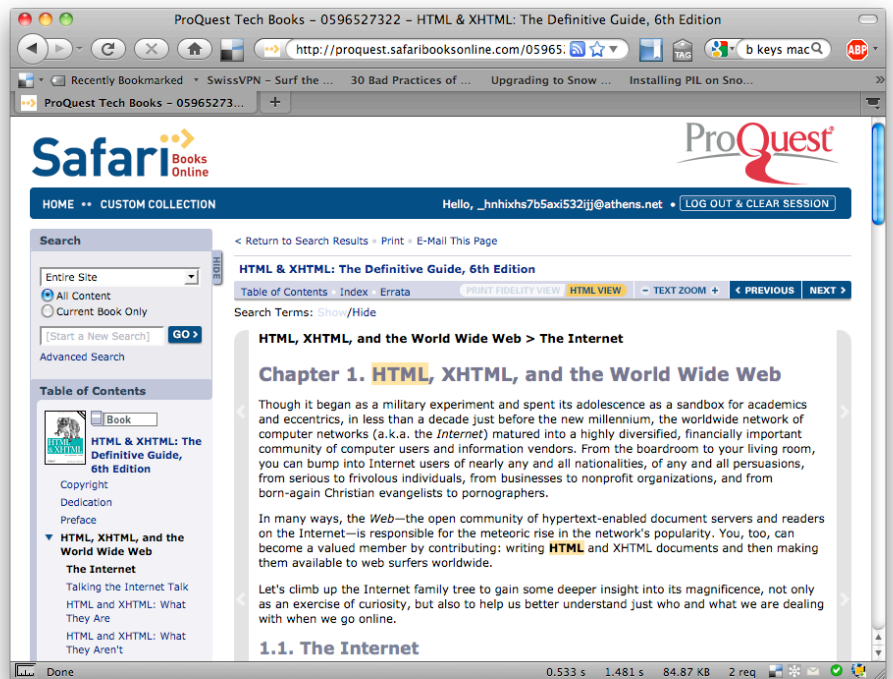 ProQuest Tech Books – 0596527322 – HTML & XHTML: The Definitive Guide, 6th Edition
http://proquest.safaribooksonline.com/05965
TAG
b keys mac
ABP
Recently Bookmarked
SwissVPN – Surf the ...
30 Bad Practices of ...
Upgrading to Snow ...
Installing PIL on Sno...
ProQuest Tech Books – 05965273...
Safari Books Online
ProQuest
HOME
CUSTOM COLLECTION
Hello, _hnhixhs7b5axi532ijj@athens.net • LOG OUT & CLEAR SESSION
Search
HIDE
Entire Site
All Content
Current Book Only
[Start a New Search] GO >
Advanced Search
Table of Contents
Book
HTML & XHTML
HTML & XHTML: The
Definitive Guide,
6th Edition
Copyright
Dedication
Preface
HTML, XHTML, and the
World Wide Web
The Internet
Talking the Internet Talk
HTML and XHTML: What
They Are
HTML and XHTML: What
They Aren't
< Return to Search Results Print E-Mail This Page
HTML & XHTML: The Definitive Guide, 6th Edition
Table of Contents Index Errata PRINT FIDELITY VIEW HTML VIEW – TEXT ZOOM + < PREVIOUS NEXT >
Search Terms: Show/Hide
HTML, XHTML, and the World Wide Web > The Internet
Chapter 1. HTML, XHTML, and the World Wide Web
Though it began as a military experiment and spent its adolescence as a sandbox for academics
and eccentrics, in less than a decade just before the new millennium, the worldwide network of
computer networks (a.k.a. the Internet) matured into a highly diversified, financially important
community of computer users and information vendors. From the boardroom to your living room,
you can bump into Internet users of nearly any and all nationalities, of any and all persuasions,
from serious to frivolous individuals, from businesses to nonprofit organizations, and from
born-again Christian evangelists to pornographers.
In many ways, the Web—the open community of hypertext-enabled document servers and readers
on the Internet—is responsible for the meteoric rise in the network's popularity. You, too, can
become a valued member by contributing: writing HTML and XHTML documents and then making
them available to web surfers worldwide.
Let's climb up the Internet family tree to gain some deeper insight into its magnificence, not only
as an exercise of curiosity, but also to help us better understand just who and what we are dealing
with when we go online.
1.1. The Internet
Done
0.533 s 1.481 s 84.87 KB 2 req